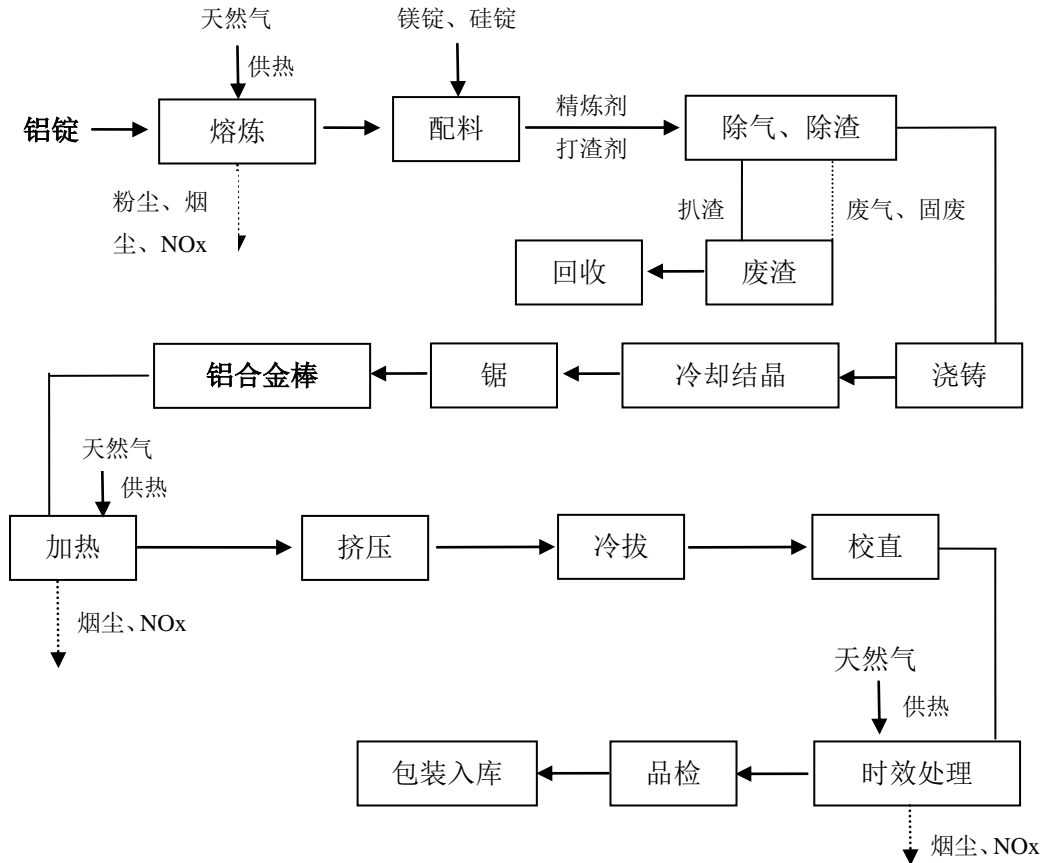 天然气
供热
镁锭、硅锭
铝锭
熔炼
配料
精炼剂
打渣剂
除气、除渣
粉尘、烟
尘、NOx
扒渣
废气、固废
回收
废渣
铝合金棒
锯
冷却结晶
浇铸
天然气
供热
加热
挤压
冷拔
校直
烟尘、NOx
天然气
供热
包装入库
品检
时效处理
烟尘、NOx